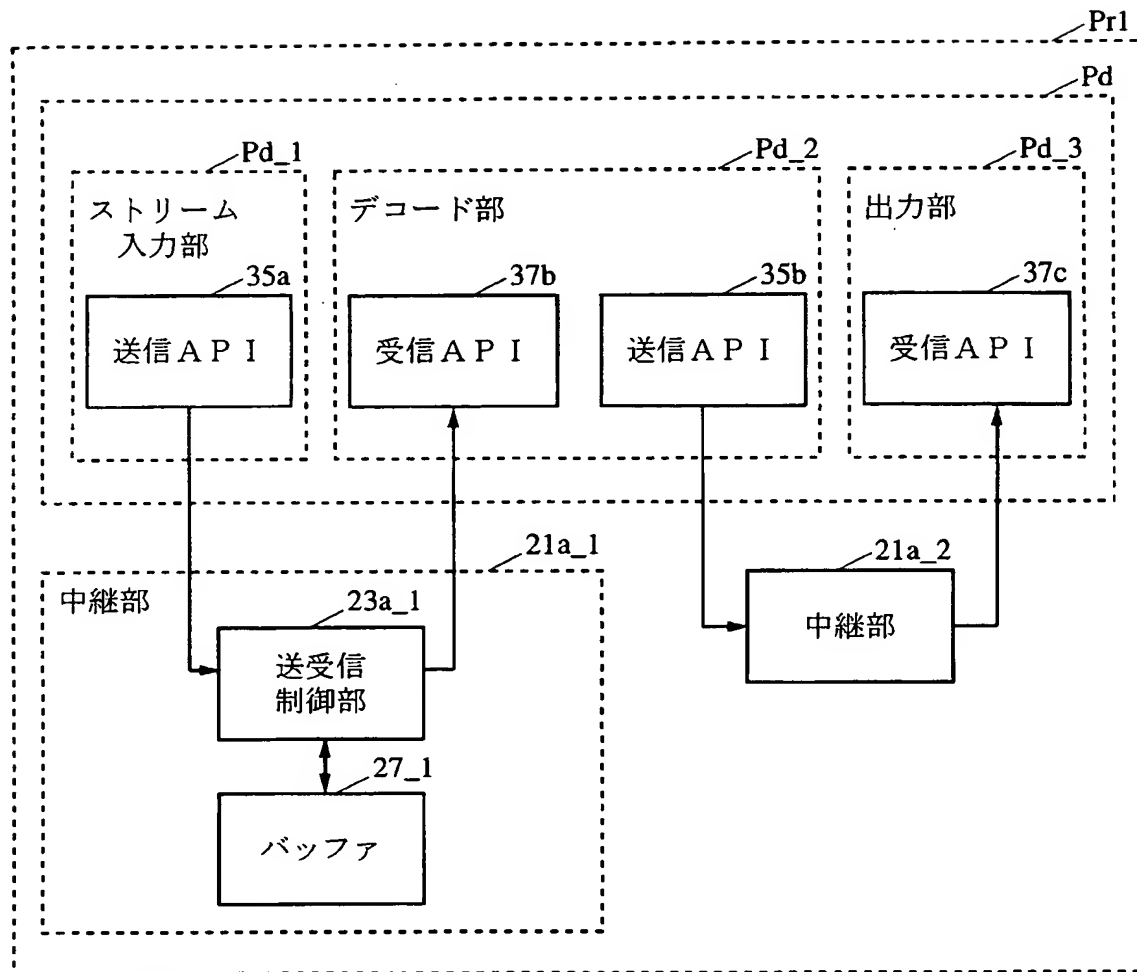 Pr1
Pd
Pd_1
Pd_2
Pd_3
ストリーム
入力部
デコード部
出力部
35a
37b
35b
37c
送信API
受信API
送信API
受信API
21a_1
21a_2
中継部
23a_1
中継部
送受信
制御部
27_1
バッファ